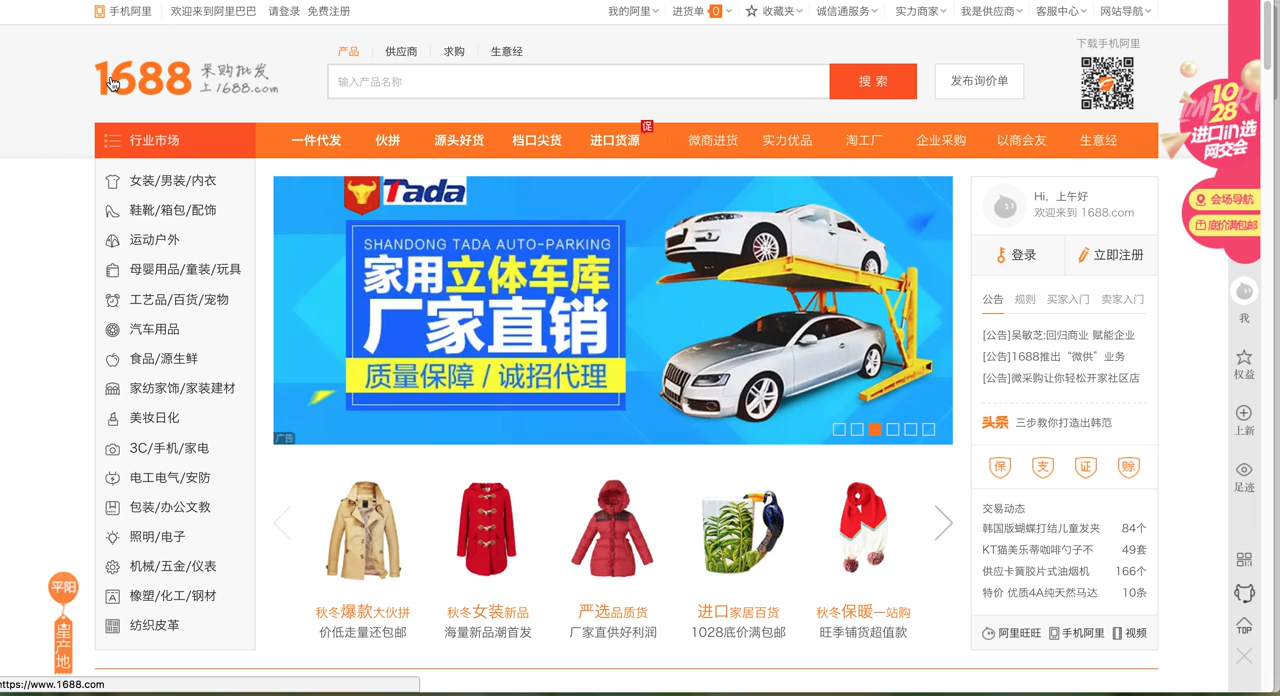 手机阿里 欢迎来到阿里巴巴 请登录 免费注册 我的阿里 进货单 0 收藏夹 诚信通服务 实力商家 我是供应商 客服中心 网站导航
产品 供应商 求购 生意经
下载手机阿里
1688 采购批发
上1688.com
输入产品名称 搜索 发布询价单
行业市场 一件代发 伙拼 源头好货 档口尖货 进口货源 促 微商进货 实力优品 淘工厂 企业采购 以商会友 生意经
女装/男装/内衣
鞋靴/箱包/配饰
运动户外
母婴用品/童装/玩具
工艺品/百货/宠物
汽车用品
食品/源生鲜
家纺家饰/家装建材
美妆日化
3C/手机/家电
电工电气/安防
包装/办公文教
照明/电子
机械/五金/仪表
橡塑/化工/钢材
纺织皮革
Tada
SHANDONG TADA AUTO-PARKING
家用立体车库
厂家直销
质量保障 / 诚招代理
广告
秋冬爆款大伙拼
价低走量还包邮
秋冬女装新品
海量新品潮首发
严选品质货
厂家直供好利润
进口家居百货
1028底价满包邮
秋冬保暖一站购
旺季铺货超值款
Hi, 上午好
欢迎来到 1688.com
登录 立即注册
公告 规则 买家入门 卖家入门
[公告]吴敏芝:回归商业 赋能企业
[公告]1688推出“微供”业务
[公告]微采购让你轻松开家社区店
头条 三步教你打造出韩范
保 支 证 赊
交易动态
韩国版蝴蝶打结儿童发夹 84个
KT猫美乐蒂咖啡勺子不 49套
供应卡簧胶片式油烟机 166个
特价 优质4A纯天然马达 10条
阿里旺旺 手机阿里 视频
1028
进口in选
网交会
会场导航
底价满包邮
我
权益
上新
足迹
TOP
平阳
星产地
https://www.1688.com